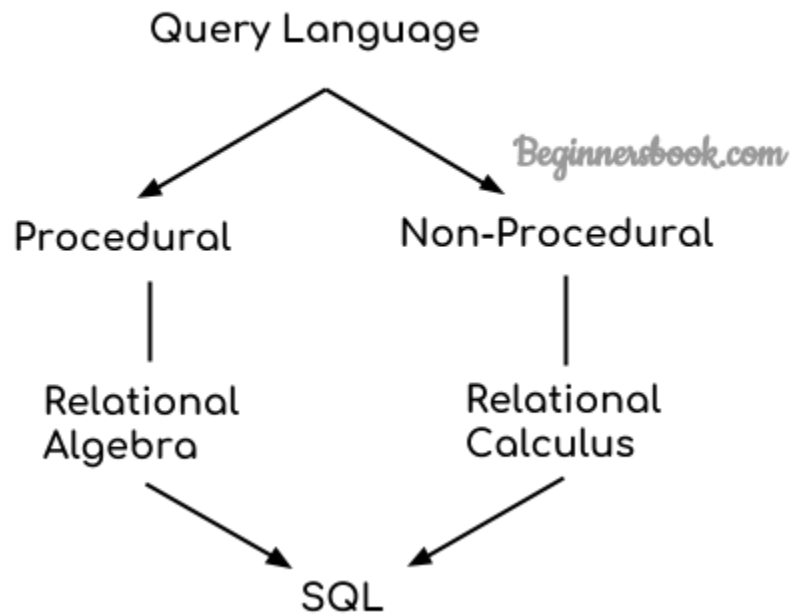 Query Language
Beginnersbook.com
Procedural
Non-Procedural
Relational
Algebra
Relational
Calculus
SQL